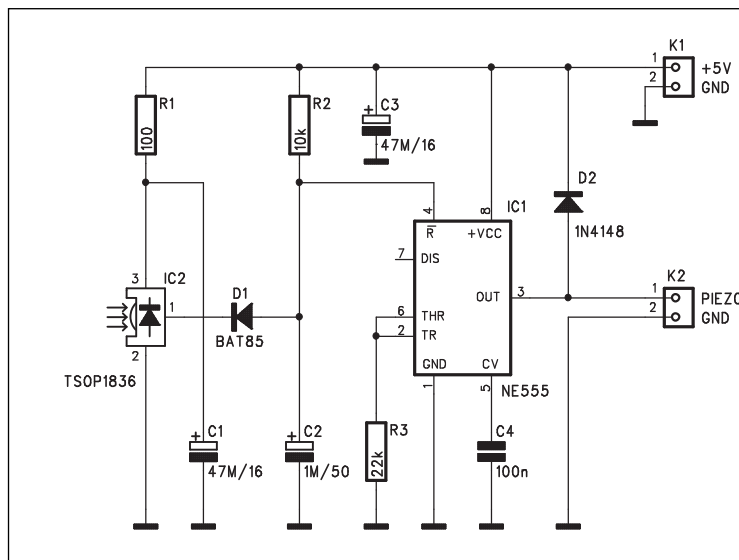 K1
1 +5V
2 GND
R1
100
R2
10k
C3
+
47M/16
D2
1N4148
IC1
4 8
R +VCC
7 DIS
3 IC2
1
2
TSOP1836
D1
BAT85
OUT 3
6 THR
2 TR
GND CV
1 5
NE555
K2
1 PIEZO
2 GND
+ C1
47M/16
+ C2
1M/50
R3
22k
C4
100n